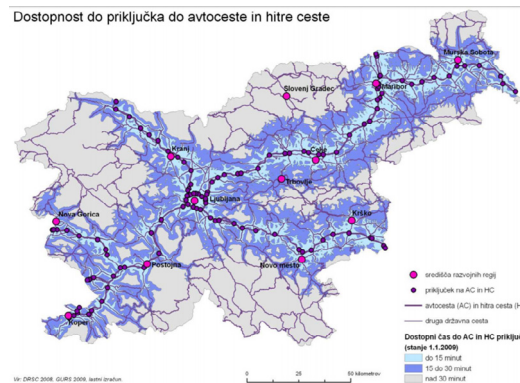 Dostopnost do priključka do avtoceste in hitre ceste
Murska Sobota
Slovenj Gradec
Maribor
Celje
Kranj
Trbovlje
Ljubljana
Nova Gorica
Krško
Postojna
Novo mesto
Koper
središča razvojnih regij
priključek na AC in HC
avtocesta (AC) in hitra cesta (H
druga državna cesta
Dostopni čas do AC in HC priklju
(stanje 1.1.2009)
do 15 minut
15 do 30 minut
nad 30 minut
0 25 50 kilometrov
Vir: DRSC 2008, GURS 2009, lastni izračun.